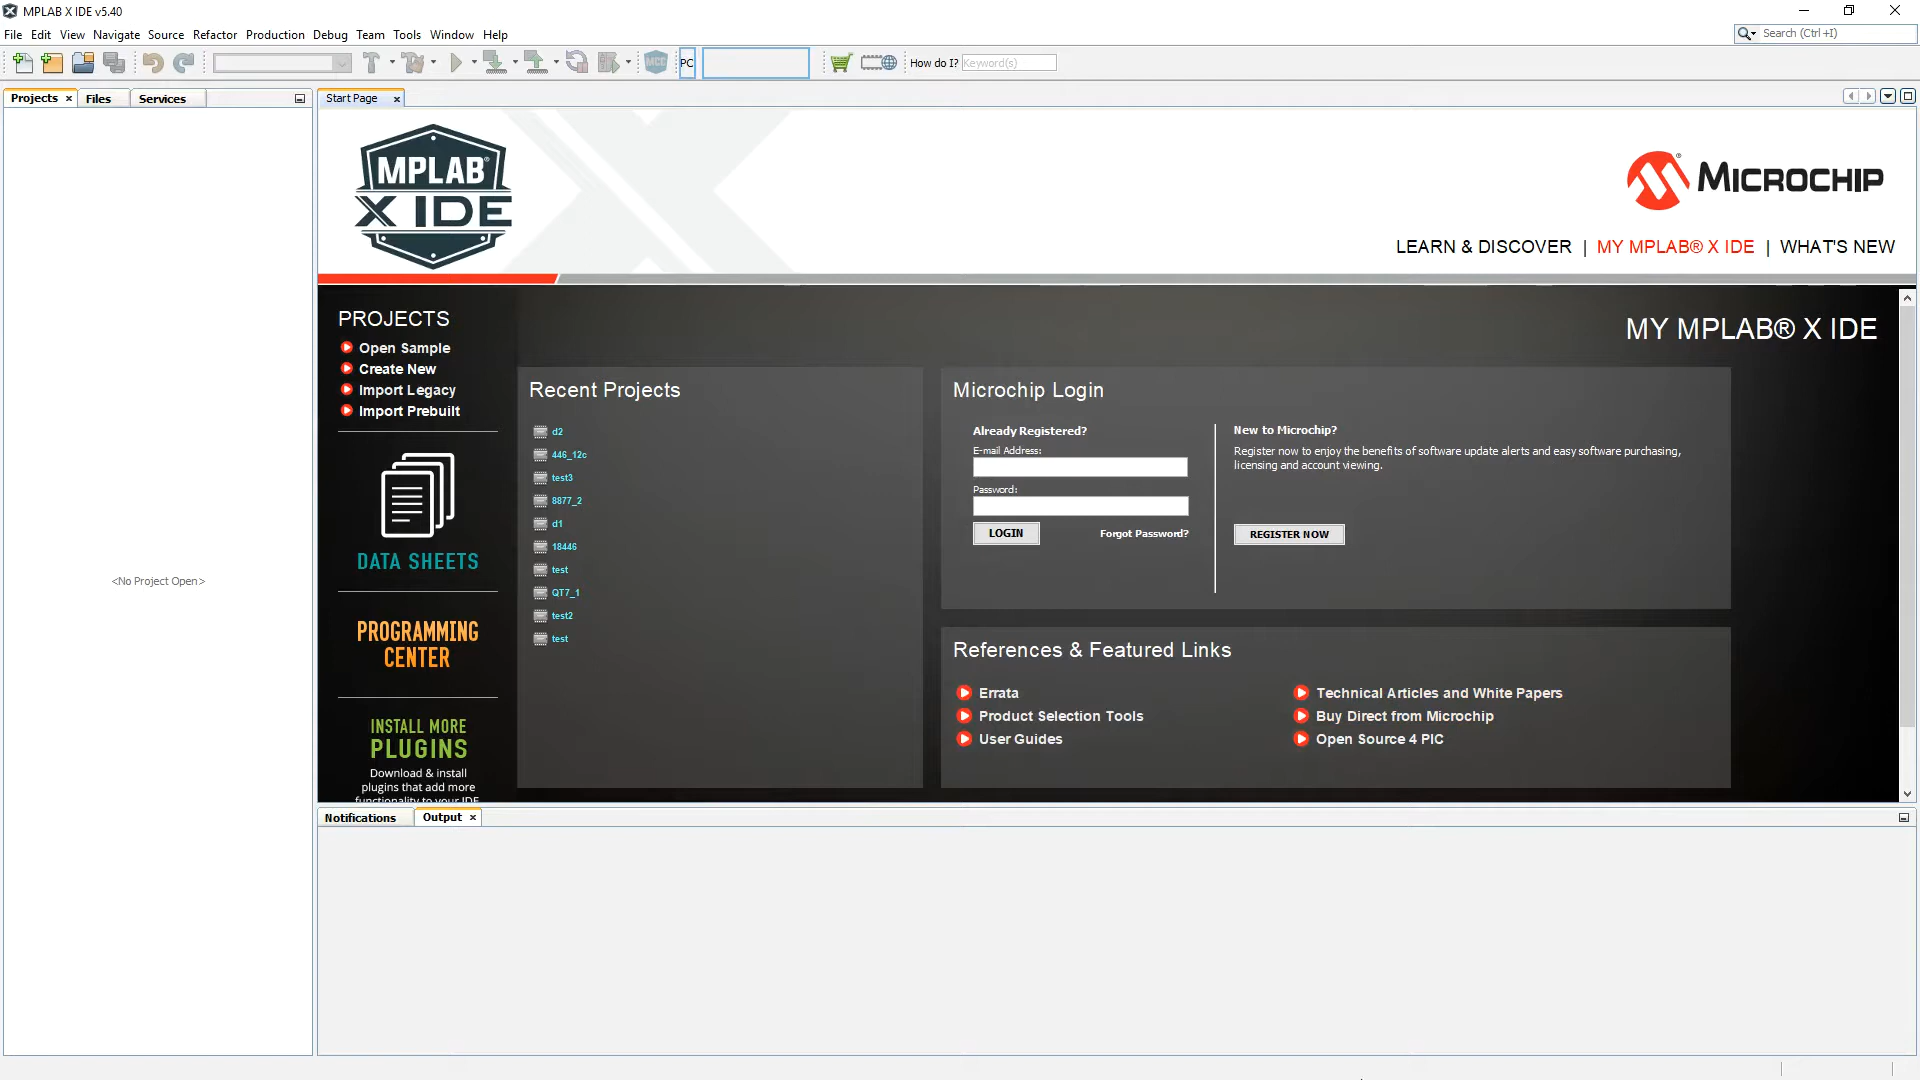 MPLAB X IDE v5.40
File Edit View Navigate Source Refactor Production Debug Team Tools Window Help
Search (Ctrl+I)
MCC
PC
How do I? Keyword(s)
Projects × Files Services
Start Page ×
MPLAB®
X IDE
MICROCHIP
LEARN & DISCOVER | MY MPLAB® X IDE | WHAT'S NEW
PROJECTS
Open Sample
Create New
Import Legacy
Import Prebuilt
DATA SHEETS
PROGRAMMING
CENTER
INSTALL MORE
PLUGINS
Download & install
plugins that add more
functionality to your IDE
MY MPLAB® X IDE
Recent Projects
d2
446_12c
test3
8877_2
d1
18446
test
QT7_1
test2
test
Microchip Login
Already Registered?
E-mail Address:
Password:
LOGIN
Forgot Password?
New to Microchip?
Register now to enjoy the benefits of software update alerts and easy software purchasing,
licensing and account viewing.
REGISTER NOW
References & Featured Links
Errata
Product Selection Tools
User Guides
Technical Articles and White Papers
Buy Direct from Microchip
Open Source 4 PIC
<No Project Open>
Notifications Output ×